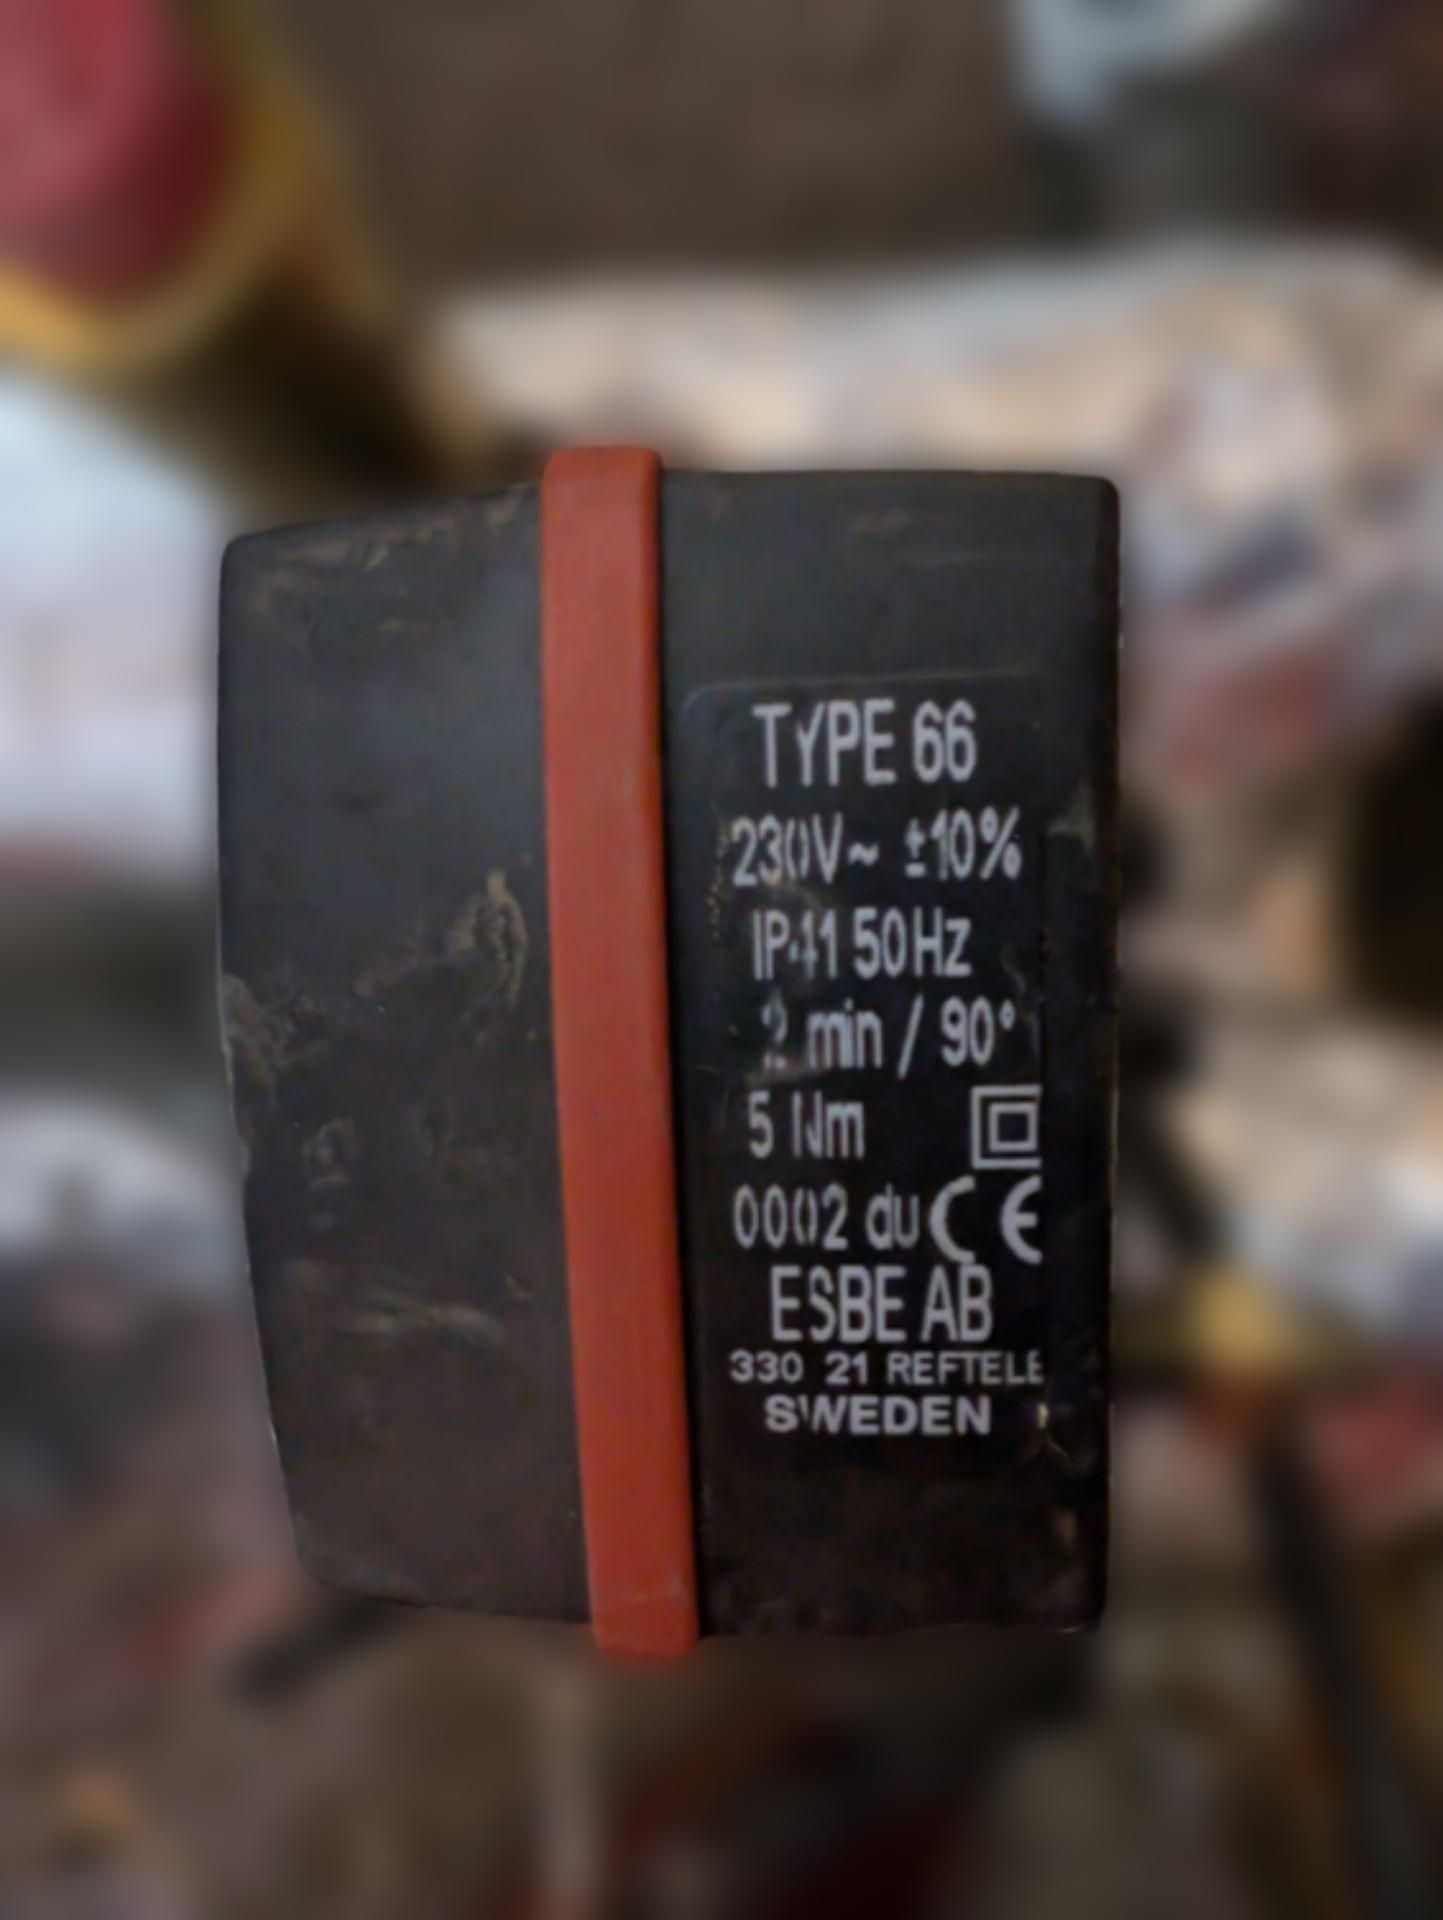 TYPE 66
230V~ ±10%
IP41 50Hz
2 min / 90°
5 Nm
0002 du CE
ESBE AB
330 21 REFTELE
SWEDEN